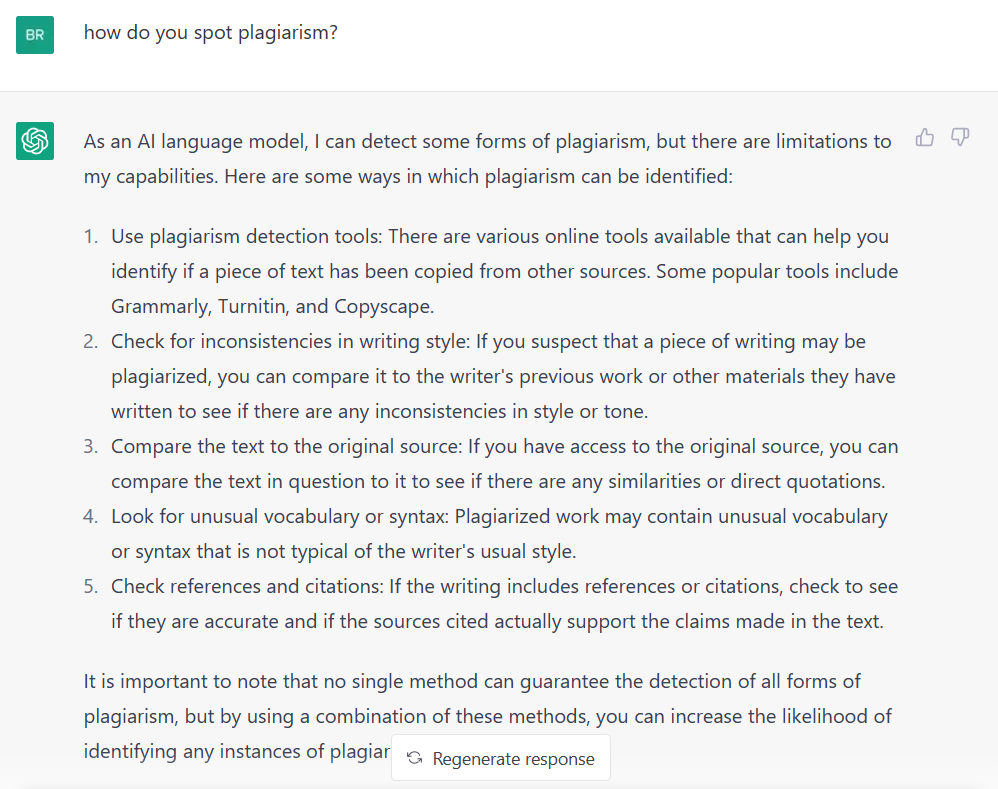 BR
how do you spot plagiarism?
As an AI language model, I can detect some forms of plagiarism, but there are limitations to
my capabilities. Here are some ways in which plagiarism can be identified:
1. Use plagiarism detection tools: There are various online tools available that can help you
identify if a piece of text has been copied from other sources. Some popular tools include
Grammarly, Turnitin, and Copyscape.
2. Check for inconsistencies in writing style: If you suspect that a piece of writing may be
plagiarized, you can compare it to the writer's previous work or other materials they have
written to see if there are any inconsistencies in style or tone.
3. Compare the text to the original source: If you have access to the original source, you can
compare the text in question to it to see if there are any similarities or direct quotations.
4. Look for unusual vocabulary or syntax: Plagiarized work may contain unusual vocabulary
or syntax that is not typical of the writer's usual style.
5. Check references and citations: If the writing includes references or citations, check to see
if they are accurate and if the sources cited actually support the claims made in the text.
It is important to note that no single method can guarantee the detection of all forms of
plagiarism, but by using a combination of these methods, you can increase the likelihood of
identifying any instances of plagiar
Regenerate response